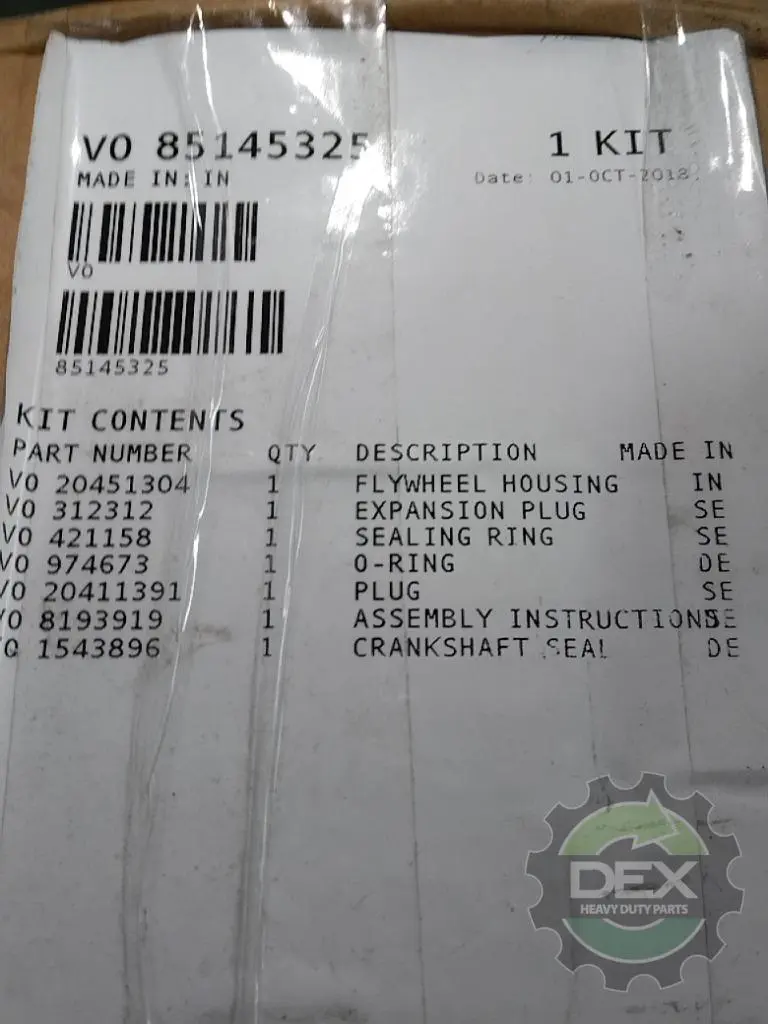 VO 85145325
1 KIT
MADE IN: IN
Date: 01-OCT-2018
VO
85145325
KIT CONTENTS
PART NUMBER QTY DESCRIPTION MADE IN
VO 20451304 1 FLYWHEEL HOUSING IN
VO 312312 1 EXPANSION PLUG SE
VO 421158 1 SEALING RING SE
VO 974673 1 O-RING DE
VO 20411391 1 PLUG SE
VO 8193919 1 ASSEMBLY INSTRUCTIONS SE
VO 1543896 1 CRANKSHAFT SEAL DE
DEX
HEAVY DUTY PARTS